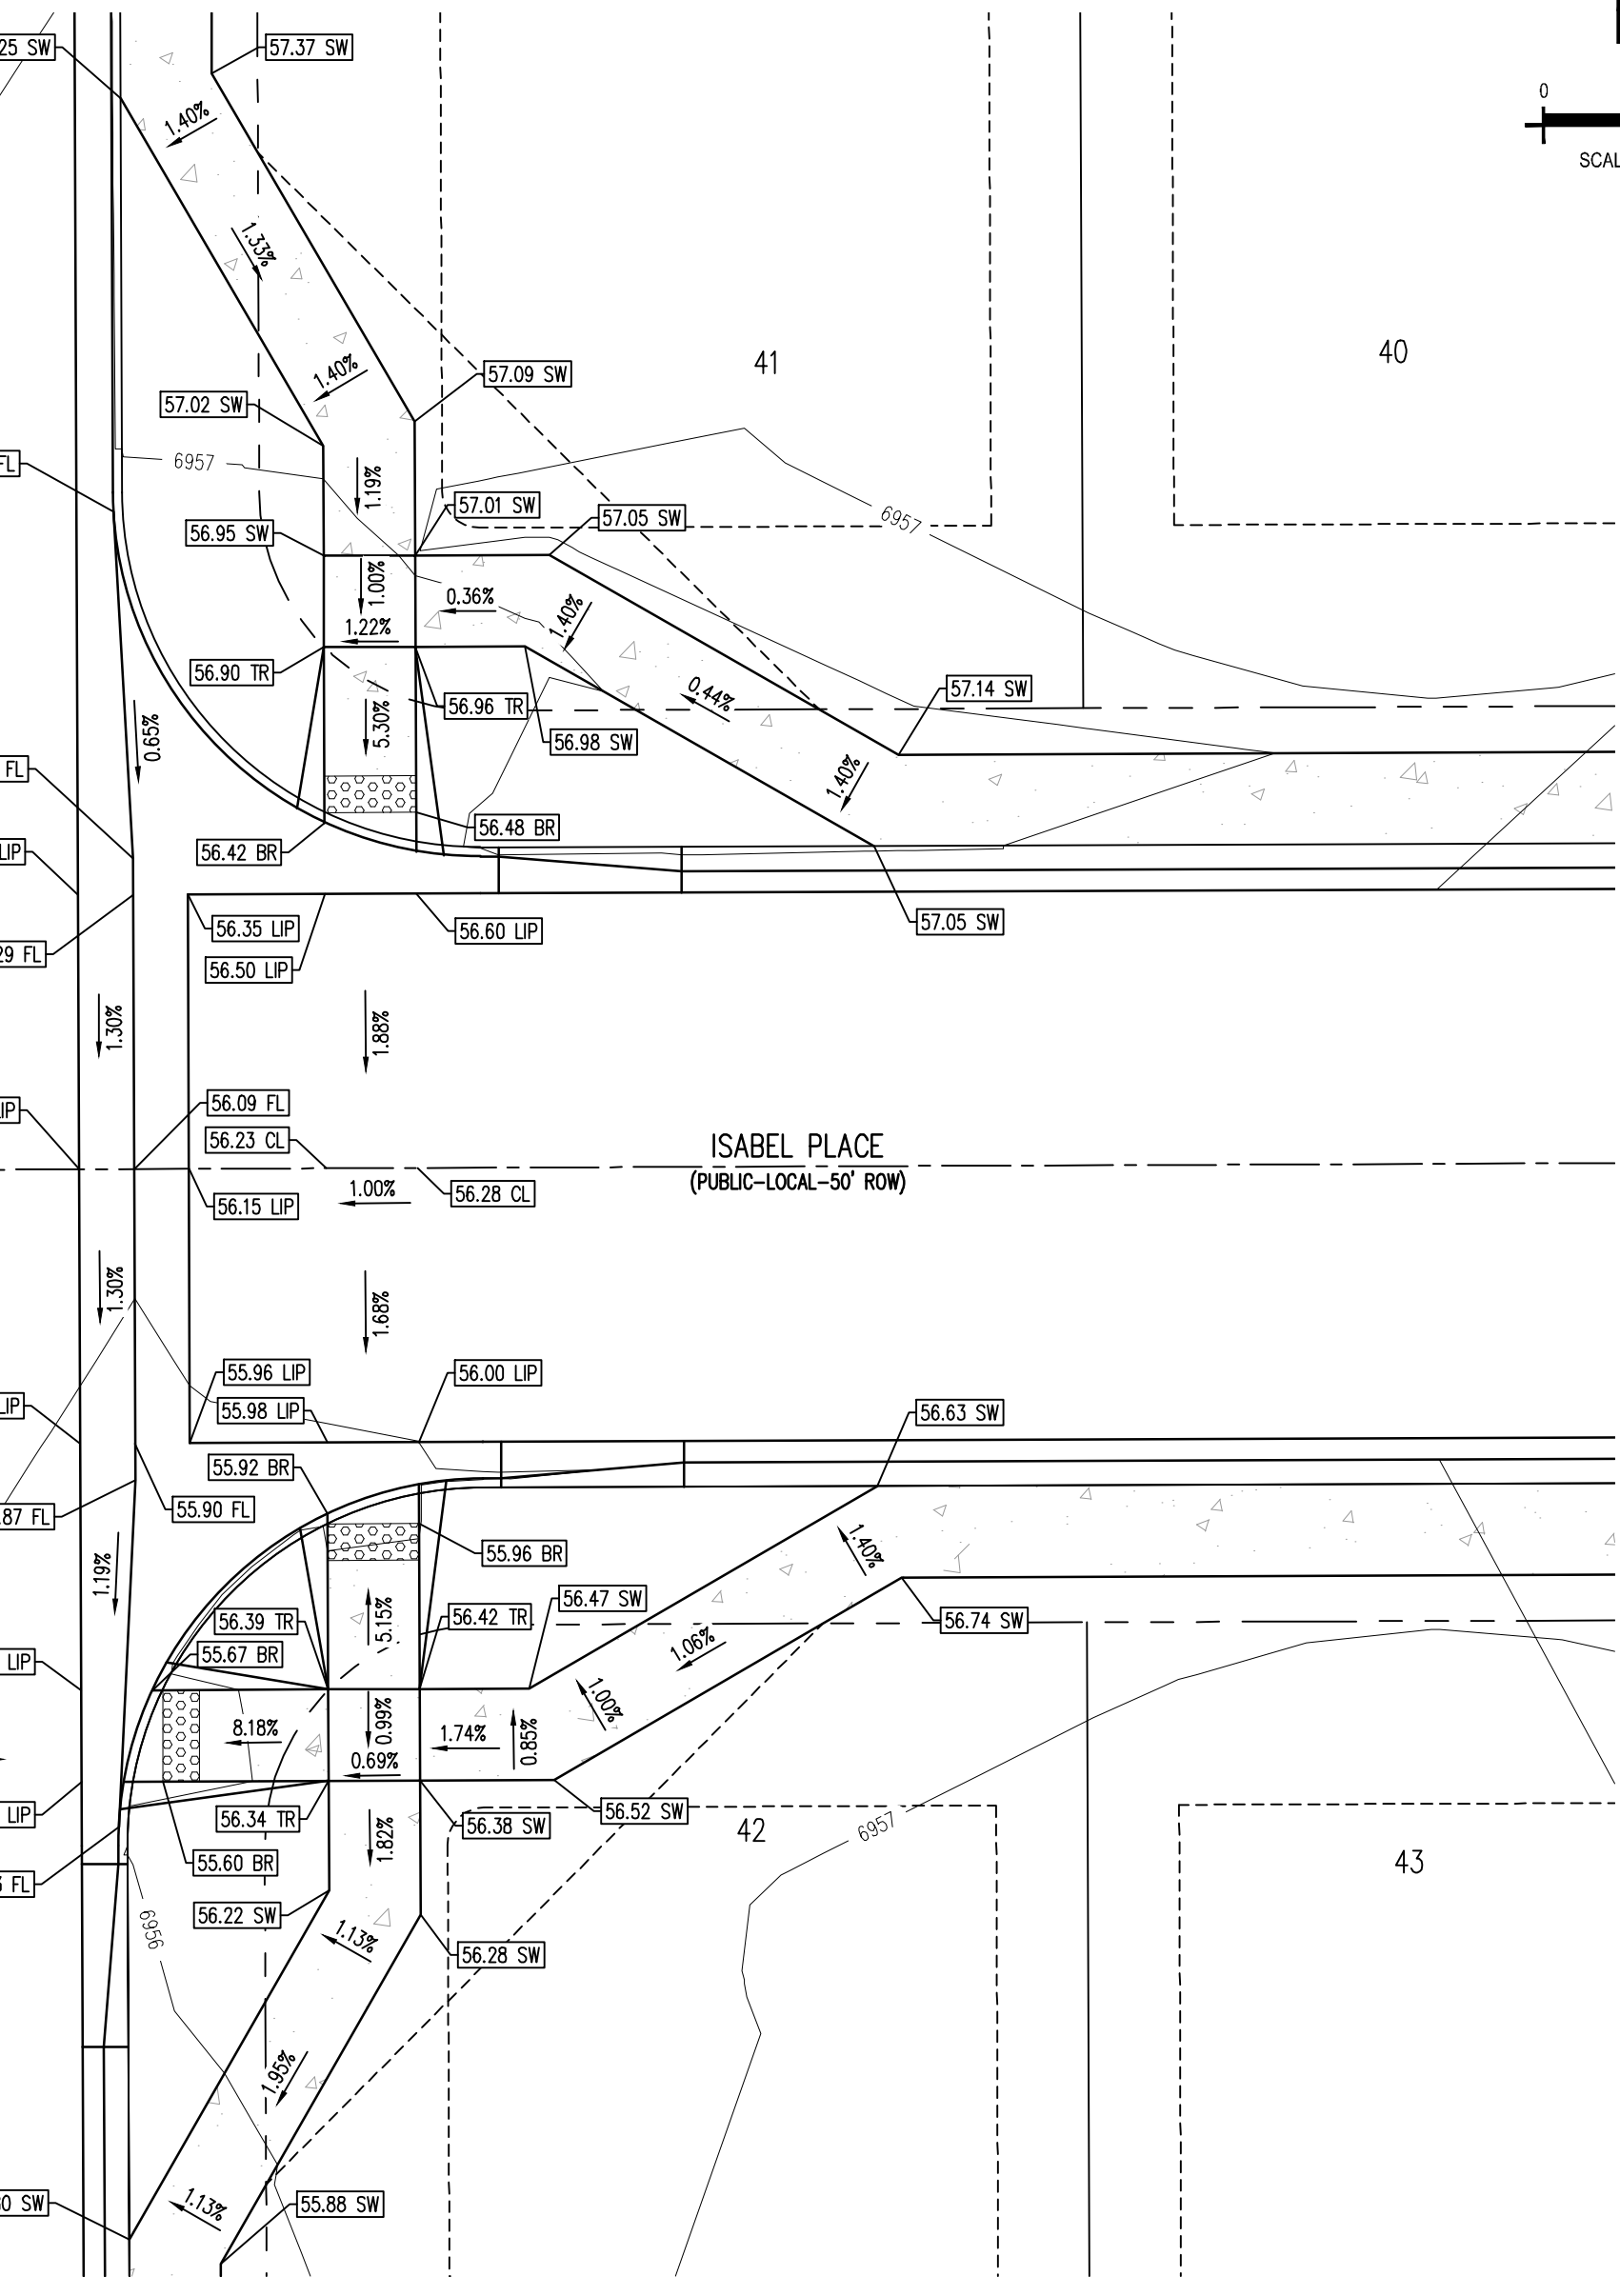 25 SW
57.37 SW
0
SCAL
1.40%
1.33%
41
40
1.40%
57.09 SW
57.02 SW
FL
6957
1.19%
57.01 SW
57.05 SW
6957
56.95 SW
1.00%
0.36%
1.40%
1.22%
56.90 TR
0.44%
57.14 SW
56.96 TR
5.30%
0.65%
56.98 SW
FL
1.40%
56.48 BR
LIP
56.42 BR
56.35 LIP
56.60 LIP
57.05 SW
29 FL
56.50 LIP
1.30%
1.88%
IP
56.09 FL
56.23 CL
ISABEL PLACE
(PUBLIC-LOCAL-50' ROW)
1.00%
56.28 CL
56.15 LIP
1.30%
1.68%
55.96 LIP
56.00 LIP
LIP
55.98 LIP
56.63 SW
55.92 BR
.87 FL
55.90 FL
1.40%
55.96 BR
1.19%
56.47 SW
56.39 TR
5.15%
56.42 TR
56.74 SW
1.06%
LIP
55.67 BR
1.00%
8.18%
0.99%
1.74%
0.85%
0.69%
LIP
56.34 TR
56.38 SW
56.52 SW
42
6957
1.82%
43
55.60 BR
FL
56.22 SW
6956
1.13%
56.28 SW
1.95%
0 SW
1.13%
55.88 SW